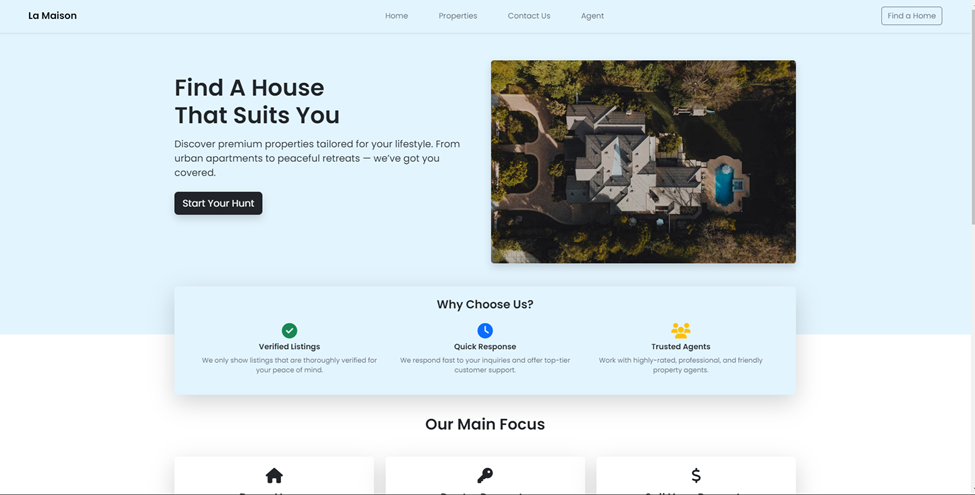 La Maison
Home
Properties
Contact Us
Agent
Find a Home
Find A House
That Suits You
Discover premium properties tailored for your lifestyle. From
urban apartments to peaceful retreats — we've got you
covered.
Start Your Hunt
Why Choose Us?
Verified Listings
We only show listings that are thoroughly verified for
your peace of mind.
Quick Response
We respond fast to your inquiries and offer top-tier
customer support.
Trusted Agents
Work with highly-rated, professional, and friendly
property agents.
Our Main Focus